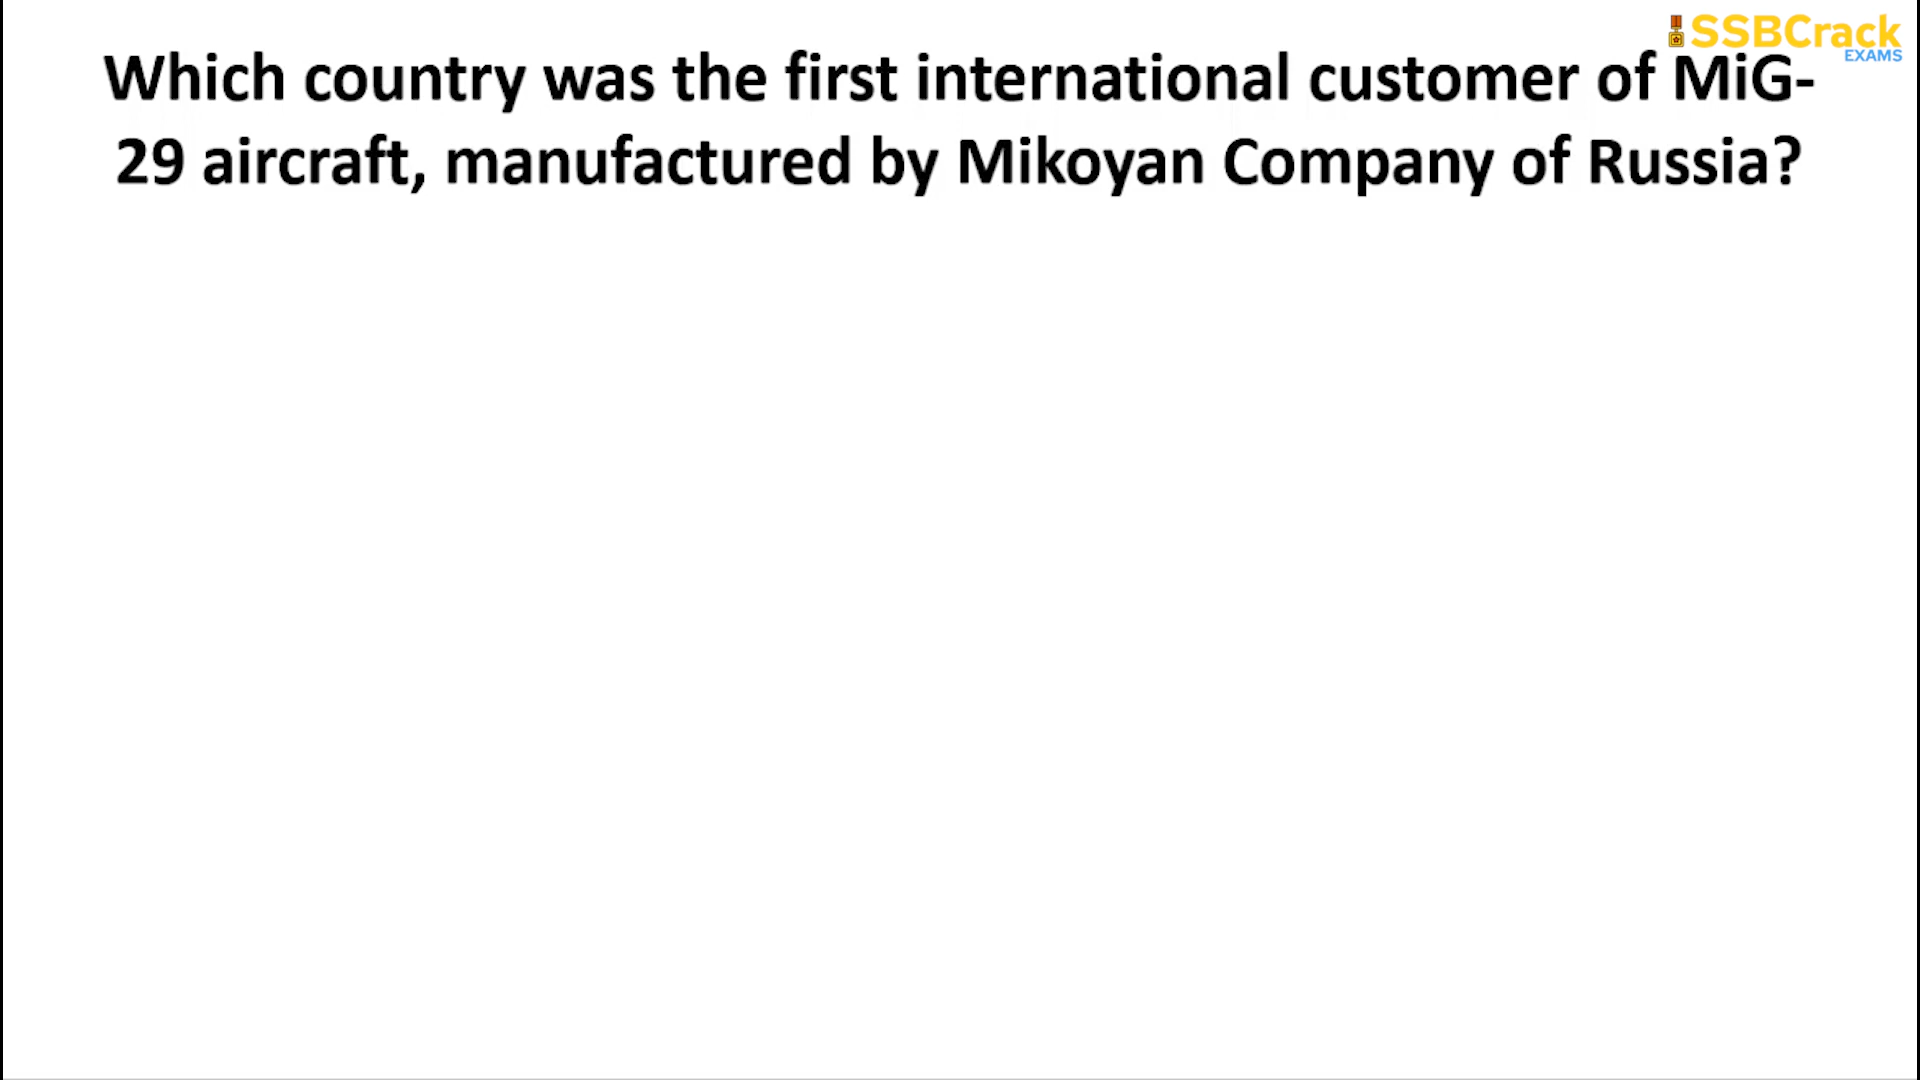 SSBCrack
EXAMS
Which country was the first international customer of MiG-
29 aircraft, manufactured by Mikoyan Company of Russia?